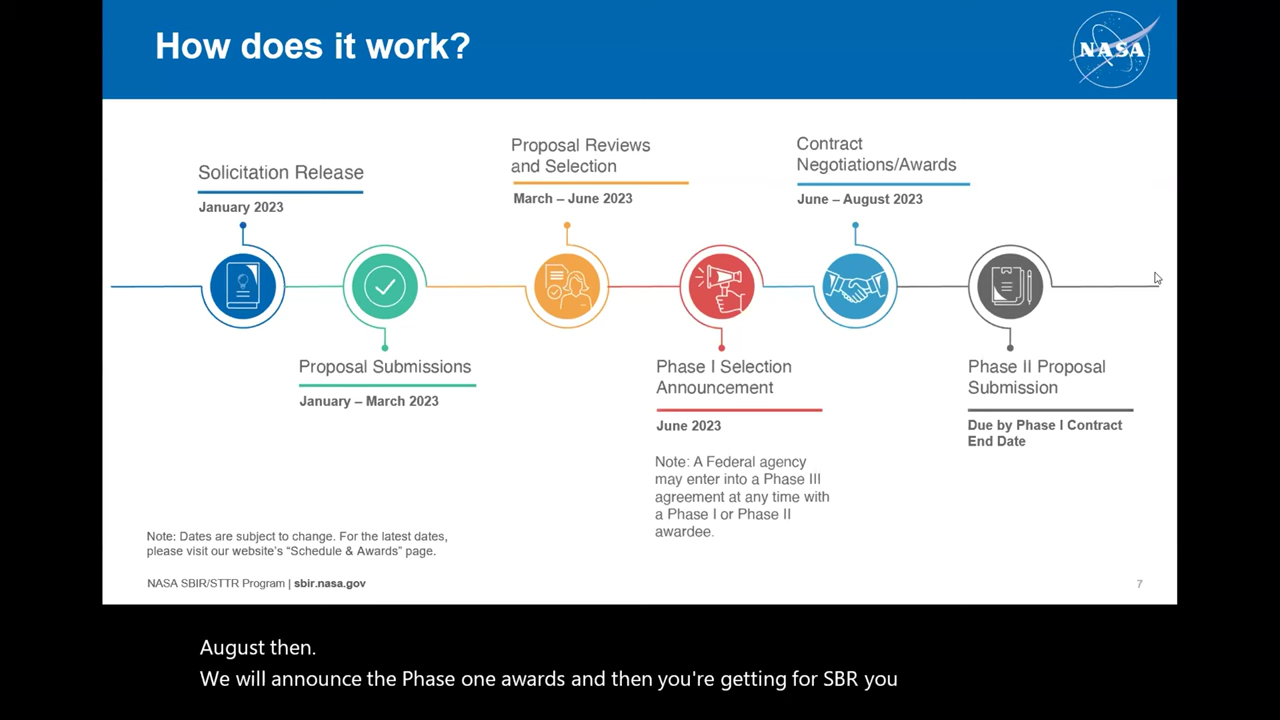 How does it work?
NASA
Solicitation Release
January 2023
Proposal Submissions
January – March 2023
Proposal Reviews
and Selection
March – June 2023
Phase I Selection
Announcement
June 2023
Note: A Federal agency
may enter into a Phase III
agreement at any time with
a Phase I or Phase II
awardee.
Contract
Negotiations/Awards
June – August 2023
Phase II Proposal
Submission
Due by Phase I Contract
End Date
Note: Dates are subject to change. For the latest dates,
please visit our website's “Schedule & Awards” page.
NASA SBIR/STTR Program | sbir.nasa.gov
7
August then.
We will announce the Phase one awards and then you're getting for SBR you